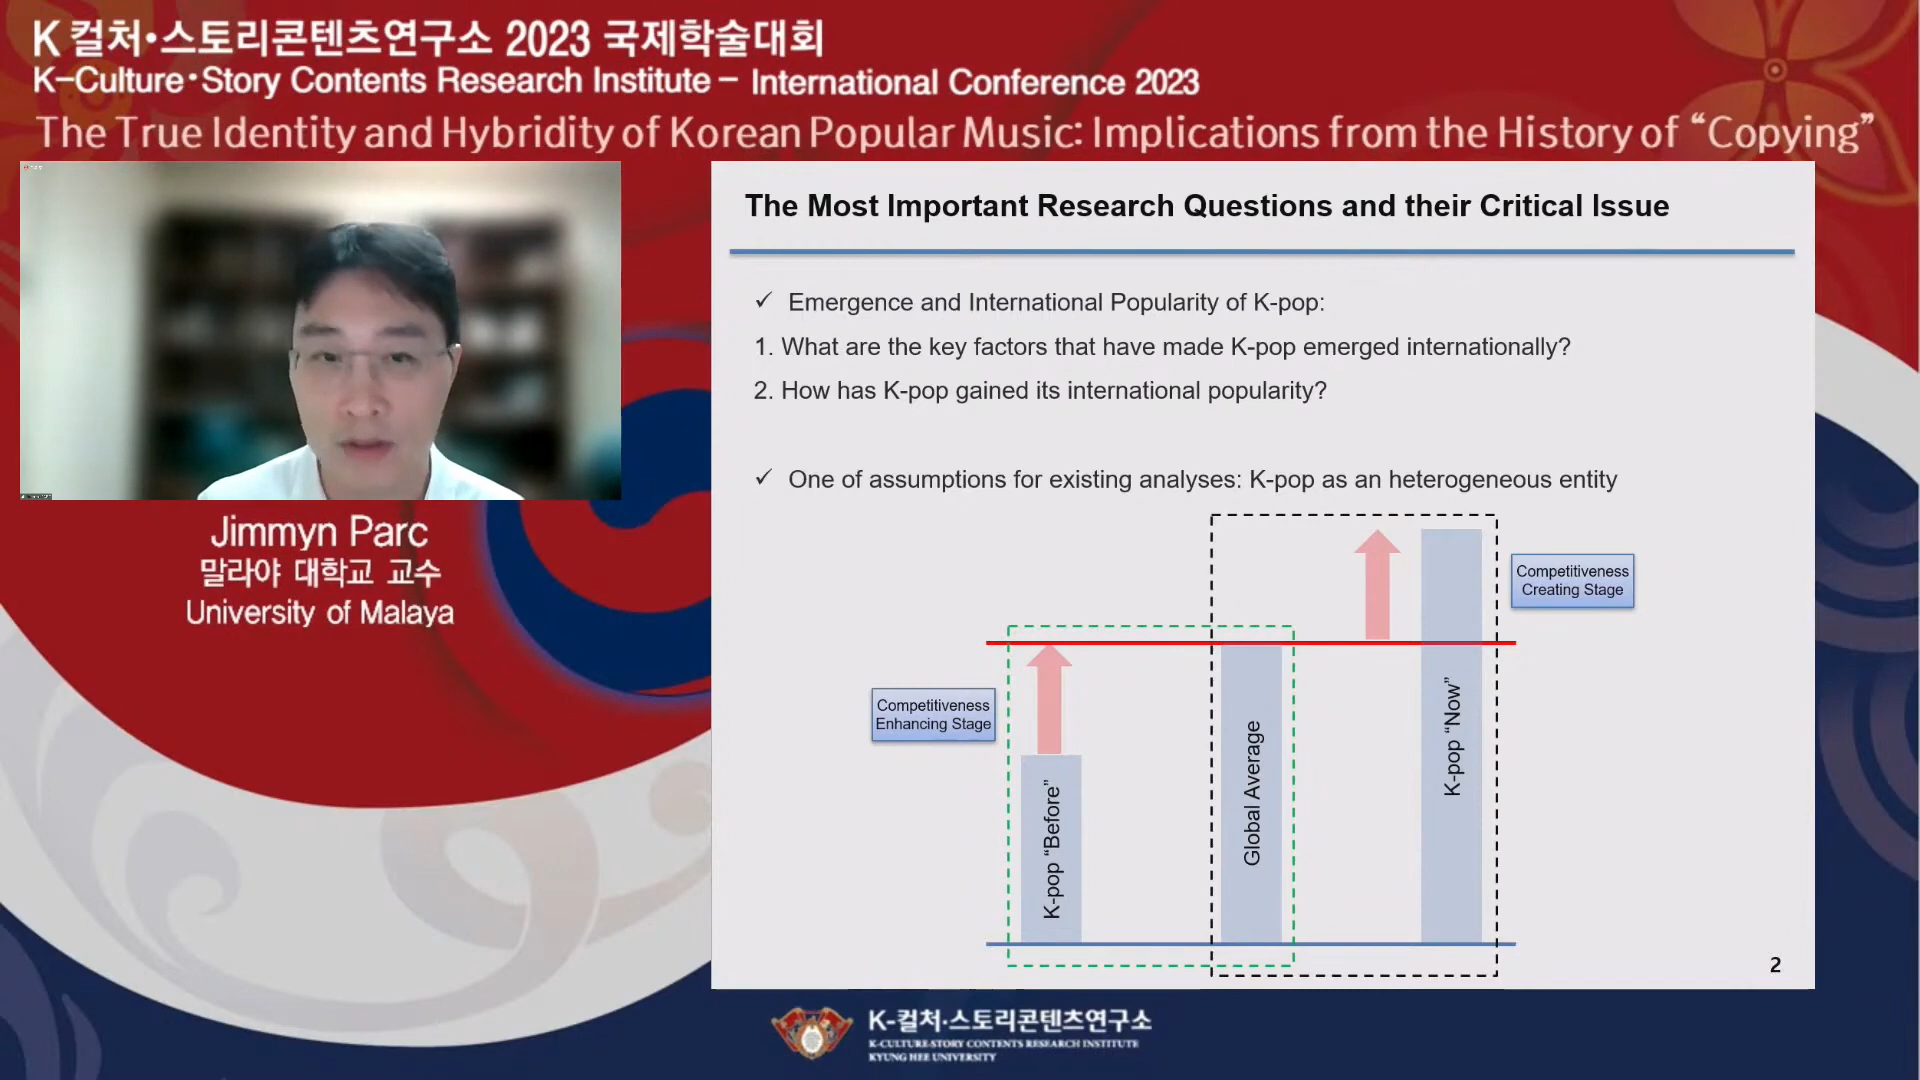 K 컬처•스토리콘텐츠연구소 2023 국제학술대회
K-Culture•Story Contents Research Institute - International Conference 2023
The True Identity and Hybridity of Korean Popular Music: Implications from the History of “Copying”
Jimmyn Parc
말라야 대학교 교수
University of Malaya
The Most Important Research Questions and their Critical Issue
✓ Emergence and International Popularity of K-pop:
1. What are the key factors that have made K-pop emerged internationally?
2. How has K-pop gained its international popularity?
✓ One of assumptions for existing analyses: K-pop as an heterogeneous entity
Competitiveness
Creating Stage
Competitiveness
Enhancing Stage
K-pop “Before”
Global Average
K-pop “Now”
2
K-컬처•스토리콘텐츠연구소
K-CULTURE•STORY CONTENTS RESEARCH INSTITUTE
KYUNG HEE UNIVERSITY